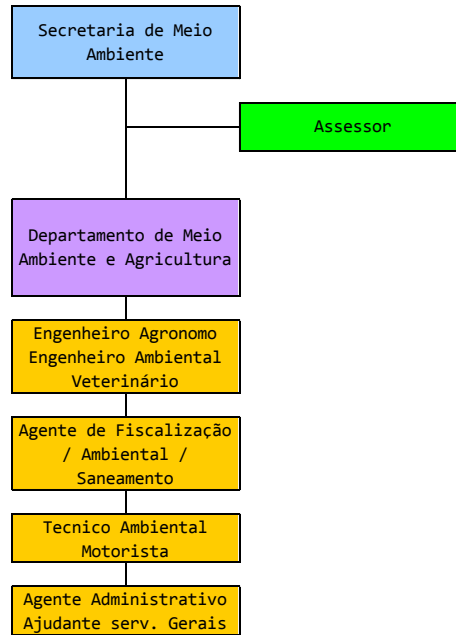 Secretaria de Meio
Ambiente
Assessor
Departamento de Meio
Ambiente e Agricultura
Engenheiro Agronomo
Engenheiro Ambiental
Veterinário
Agente de Fiscalização
/ Ambiental /
Saneamento
Tecnico Ambiental
Motorista
Agente Administrativo
Ajudante serv. Gerais